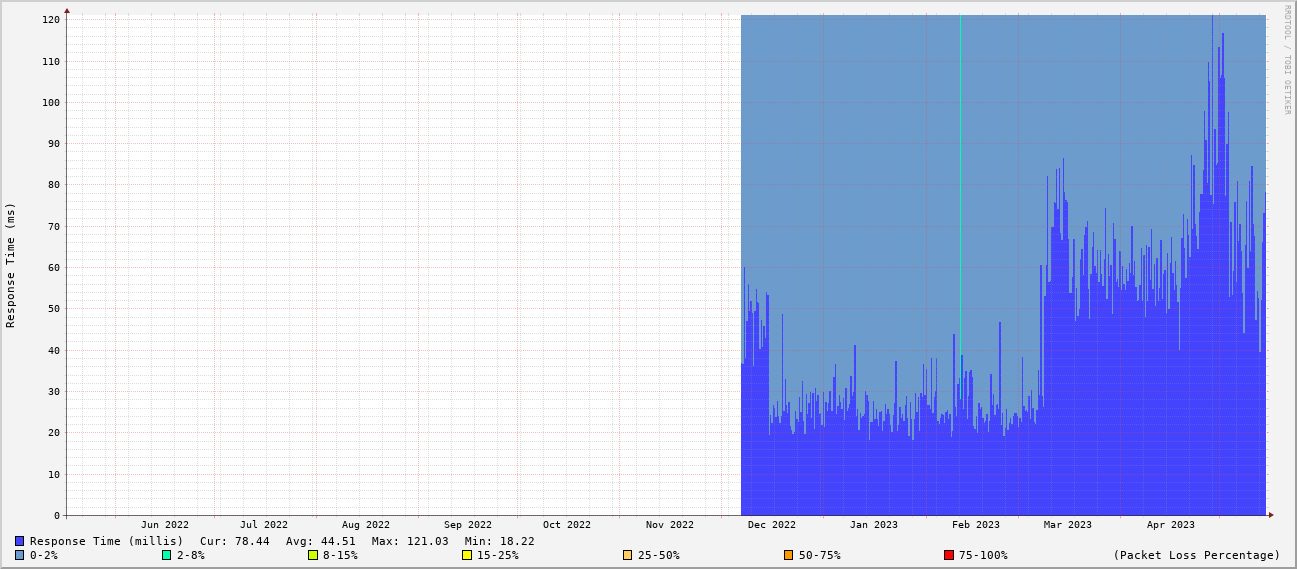 RRDTOOL / TOBI OETIKER
Response Time (ms)
120
110
100
90
80
70
60
50
40
30
20
10
0
Jun 2022 Jul 2022 Aug 2022 Sep 2022 Oct 2022 Nov 2022 Dec 2022 Jan 2023 Feb 2023 Mar 2023 Apr 2023
Response Time (millis) Cur: 78.44 Avg: 44.51 Max: 121.03 Min: 18.22
0-2% 2-8% 8-15% 15-25% 25-50% 50-75% 75-100% (Packet Loss Percentage)